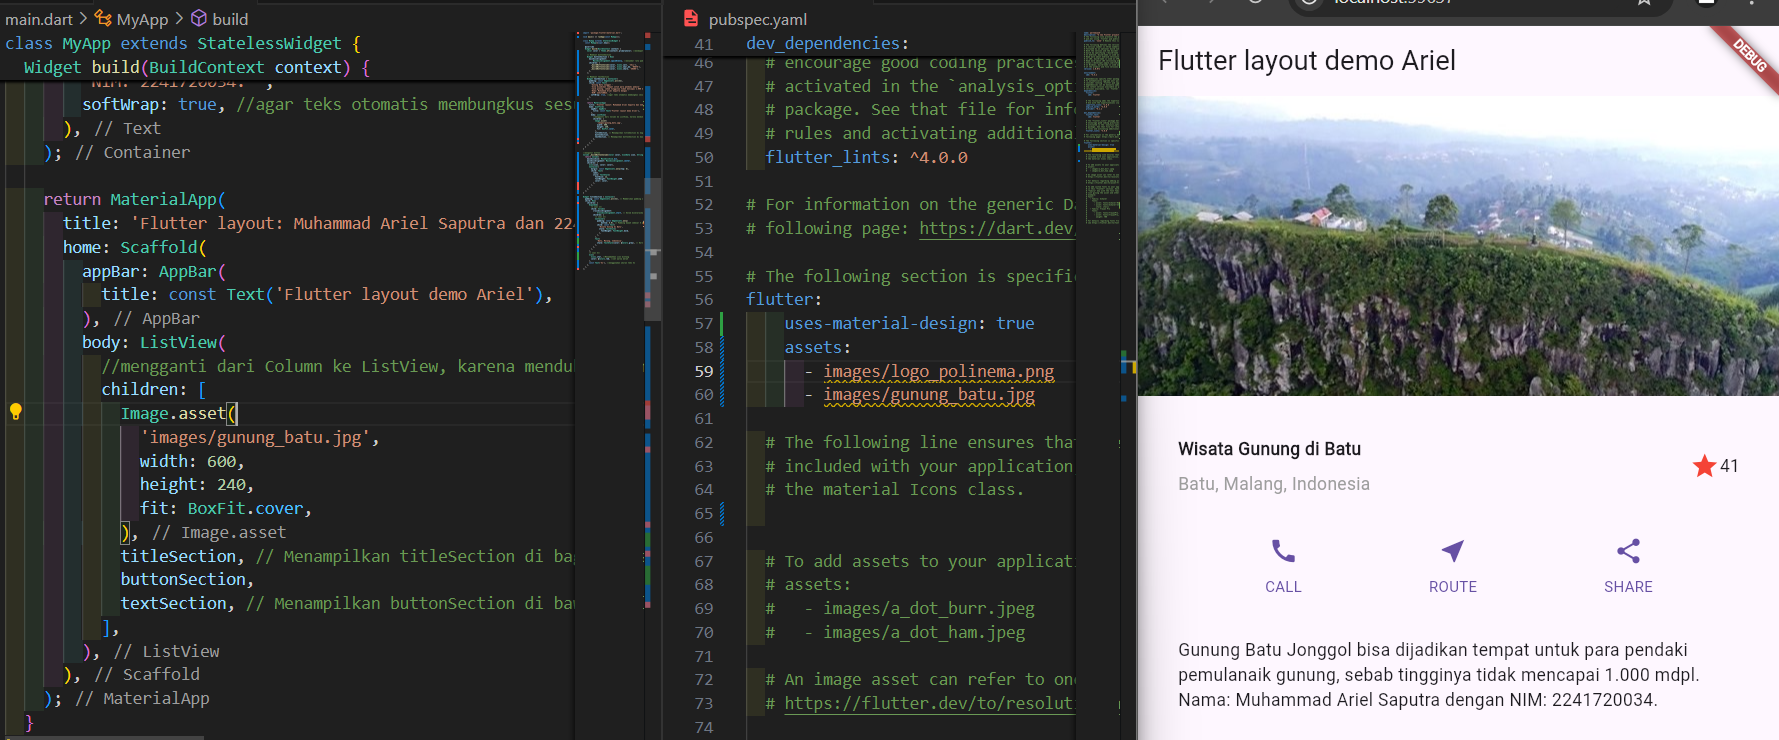 main.dart > MyApp > build
class MyApp extends StatelessWidget {
Widget build(BuildContext context) {
softWrap: true, //agar teks otomatis membungkus
), // Text
); // Container
return MaterialApp(
title: 'Flutter layout: Muhammad Ariel Saputra dan 22
home: Scaffold(
appBar: AppBar(
title: const Text('Flutter layout demo Ariel'),
), // AppBar
body: ListView(
//mengganti dari Column ke ListView, karena
children: [
Image.asset(
'images/gunung_batu.jpg',
width: 600,
height: 240,
fit: BoxFit.cover,
), // Image.asset
titleSection, // Menampilkan titleSection di
buttonSection,
textSection, // Menampilkan buttonSection di
],
), // ListView
), // Scaffold
); // MaterialApp
}
pubspec.yaml
41 dev_dependencies:
46 # encourage good coding practices
47 # activated in the `analysis_opt
48 # package. See that file for
49 # rules and activating additiona
50 flutter_lints: ^4.0.0
51
52 # For information on the generic Da
53 # following page: https://dart.dev/
54
55 # The following section is specifi
56 flutter:
57 uses-material-design: true
58 assets:
59 - images/logo_polinema.png
60 - images/gunung_batu.jpg
61
62 # The following line ensures tha
63 # included with your application
64 # the material Icons class.
65
66
67 # To add assets to your applicat
68 # assets:
69 # - images/a_dot_burr.jpeg
70 # - images/a_dot_ham.jpeg
71
72 # An image asset can refer to on
73 # https://flutter.dev/to/resolut
74
Flutter layout demo Ariel
DEBUG
Wisata Gunung di Batu
Batu, Malang, Indonesia
41
CALL ROUTE SHARE
Gunung Batu Jonggol bisa dijadikan tempat untuk para pendaki
pemulanaik gunung, sebab tingginya tidak mencapai 1.000 mdpl.
Nama: Muhammad Ariel Saputra dengan NIM: 2241720034.